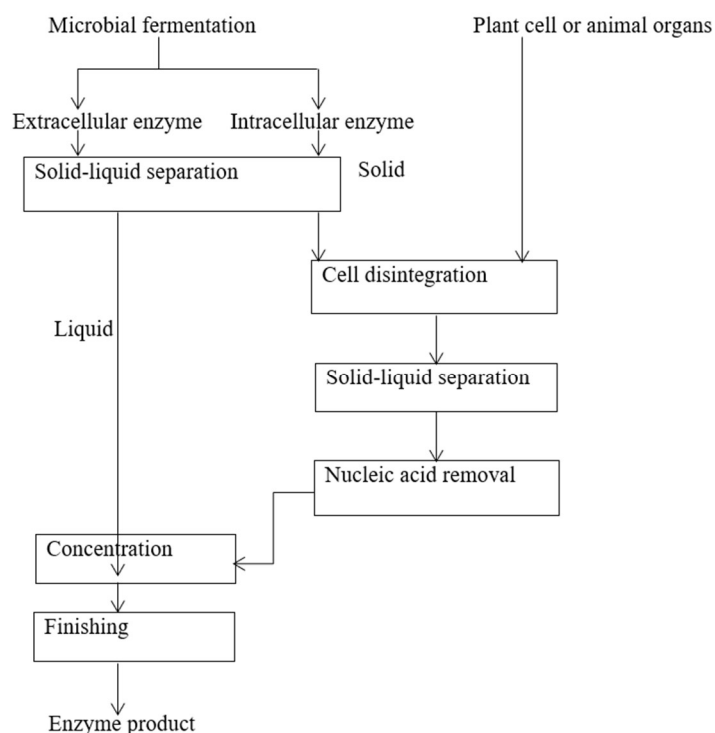 Microbial fermentation
Plant cell or animal organs
Extracellular enzyme
Intracellular enzyme
Solid-liquid separation
Solid
Cell disintegration
Liquid
Solid-liquid separation
Nucleic acid removal
Concentration
Finishing
Enzyme product